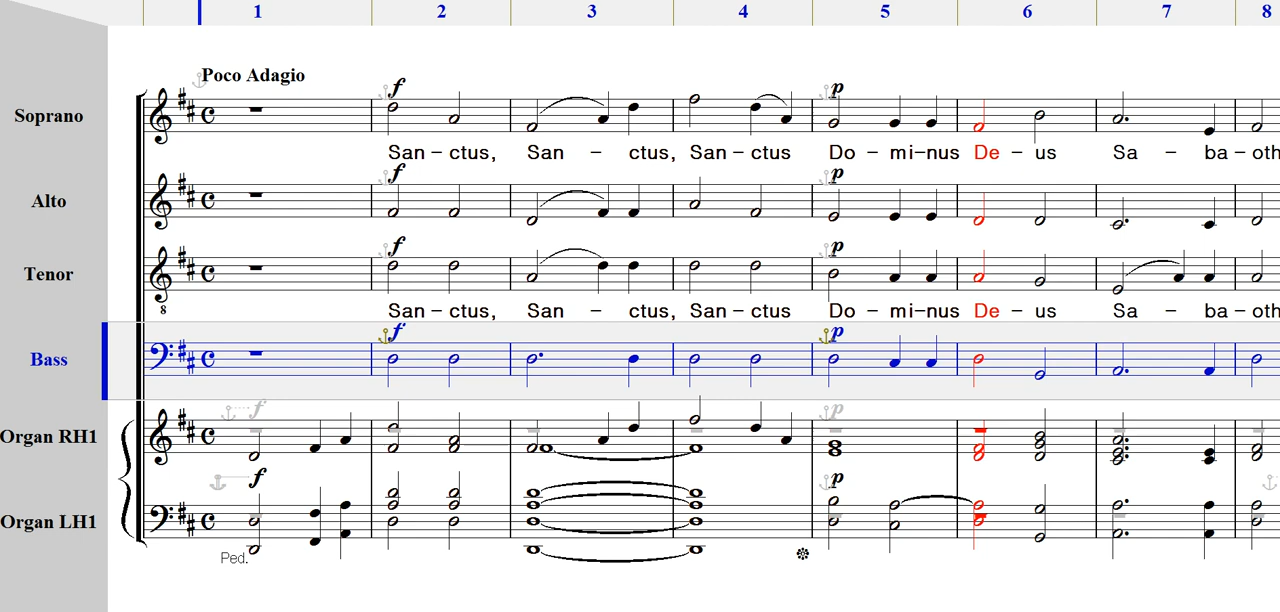 1 2 3 4 5 6 7 8
Poco Adagio
f p
Soprano
San – ctus, San – ctus, San – ctus Do – mi–nus De – us Sa – ba–oth
f p
Alto
f p
Tenor
8
San – ctus, San – ctus, San – ctus Do – mi–nus De – us Sa – ba–oth
f p
Bass
f p
Organ RH1
f p
Organ LH1
Ped.